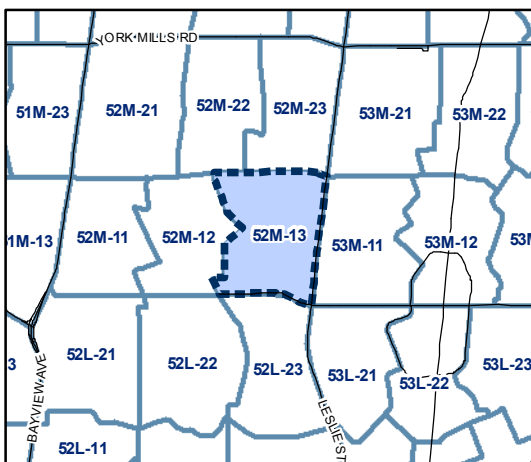 YORK MILLS RD
51M-23
52M-21
52M-22
52M-23
53M-21
53M-22
1M-13
52M-11
52M-12
52M-13
53M-11
53M-12
53M
3
52L-21
52L-22
52L-23
53L-21
53L-22
53L-23
BAYVIEW AVE
LESLIE ST
52L-11